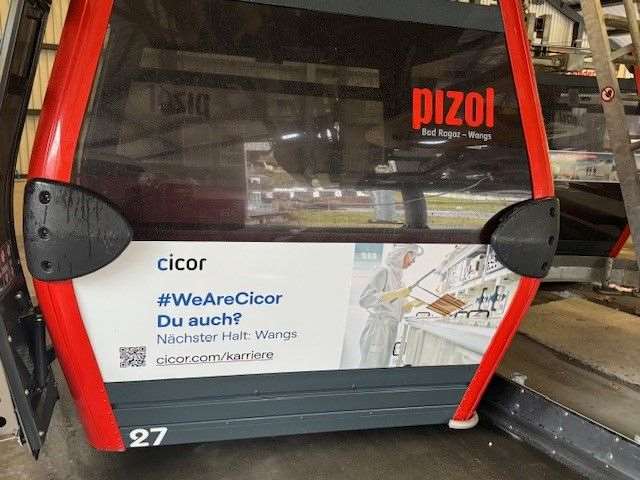 pizol
Bad Ragaz – Wangs
cicor
#WeAreCicor
Du auch?
Nächster Halt: Wangs
cicor.com/karriere
27